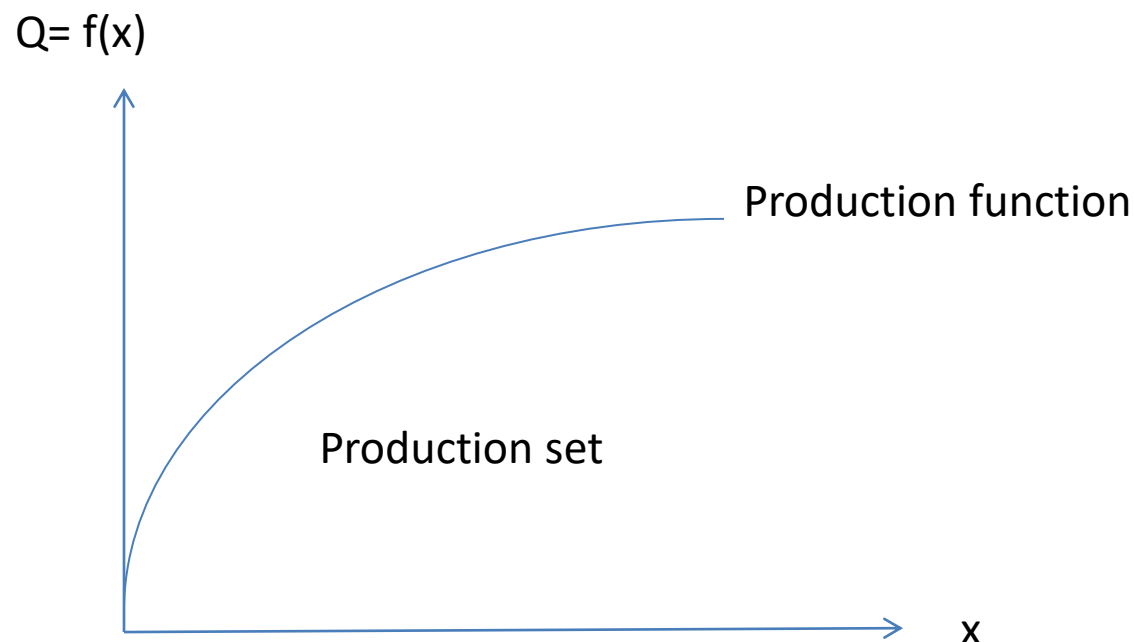 Q= f(x)
Production function
Production set
x